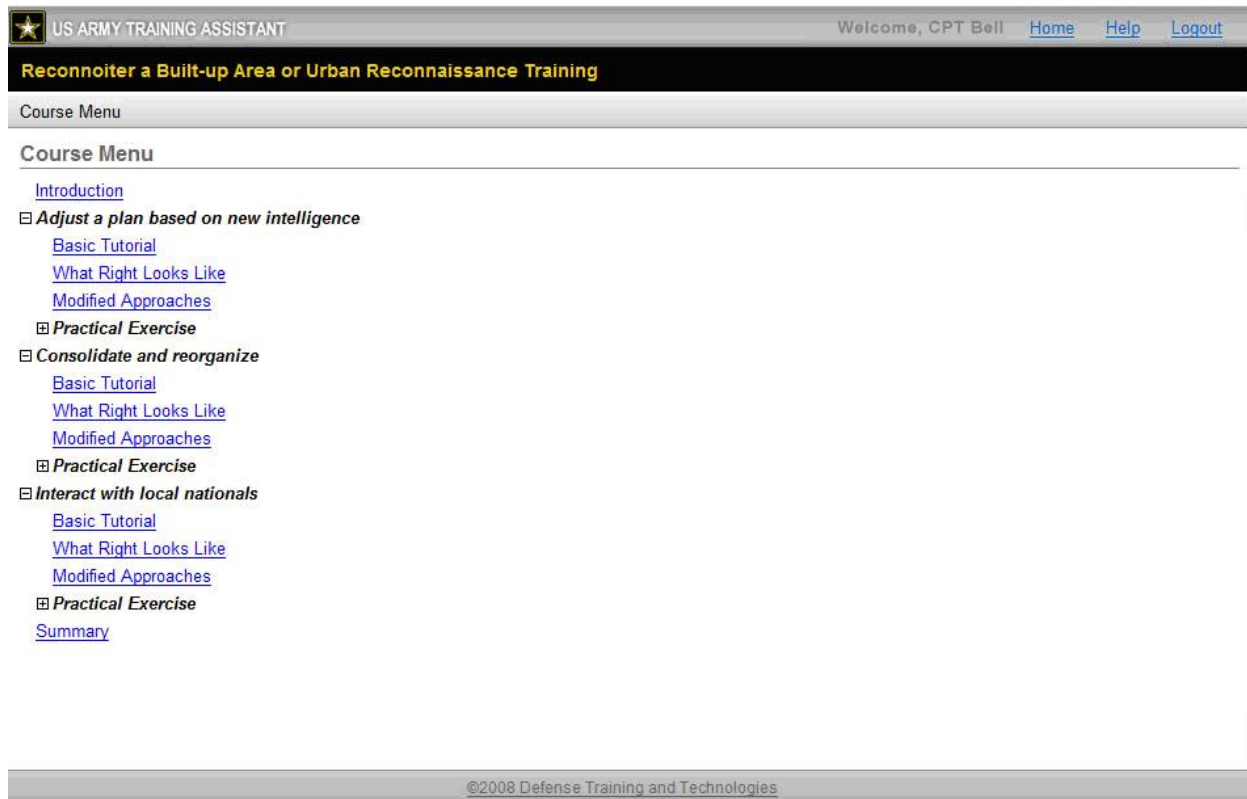 US ARMY TRAINING ASSISTANT Welcome, CPT Bell Home Help Logout
Reconnoiter a Built-up Area or Urban Reconnaissance Training
Course Menu
Course Menu
Introduction
Adjust a plan based on new intelligence
Basic Tutorial
What Right Looks Like
Modified Approaches
Practical Exercise
Consolidate and reorganize
Basic Tutorial
What Right Looks Like
Modified Approaches
Practical Exercise
Interact with local nationals
Basic Tutorial
What Right Looks Like
Modified Approaches
Practical Exercise
Summary
©2008 Defense Training and Technologies